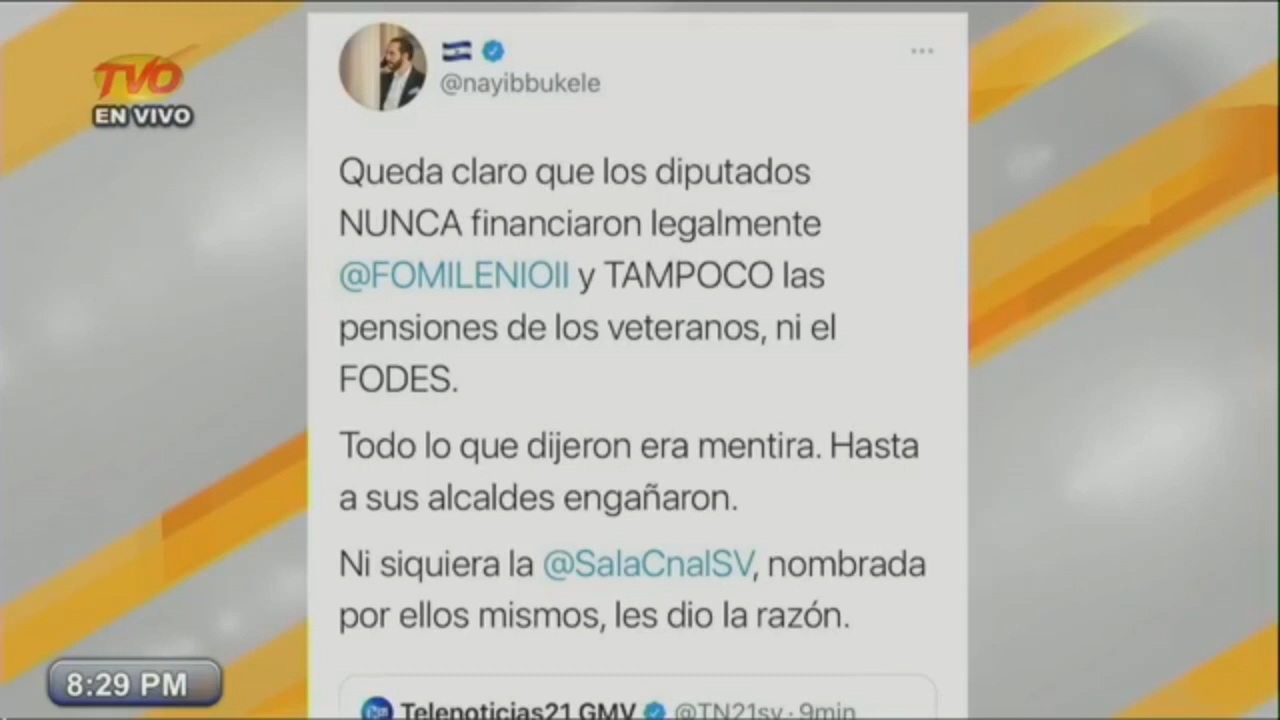 TVO
EN VIVO
@nayibbukele
Queda claro que los diputados
NUNCA financiaron legalmente
@FOMILENIOII y TAMPOCO las
pensiones de los veteranos, ni el
FODES.
Todo lo que dijeron era mentira. Hasta
a sus alcaldes engañaron.
Ni siquiera la @SalaCnalSV, nombrada
por ellos mismos, les dio la razón.
Telenoticias21 GMV @TN21sv · 9min
8:29 PM